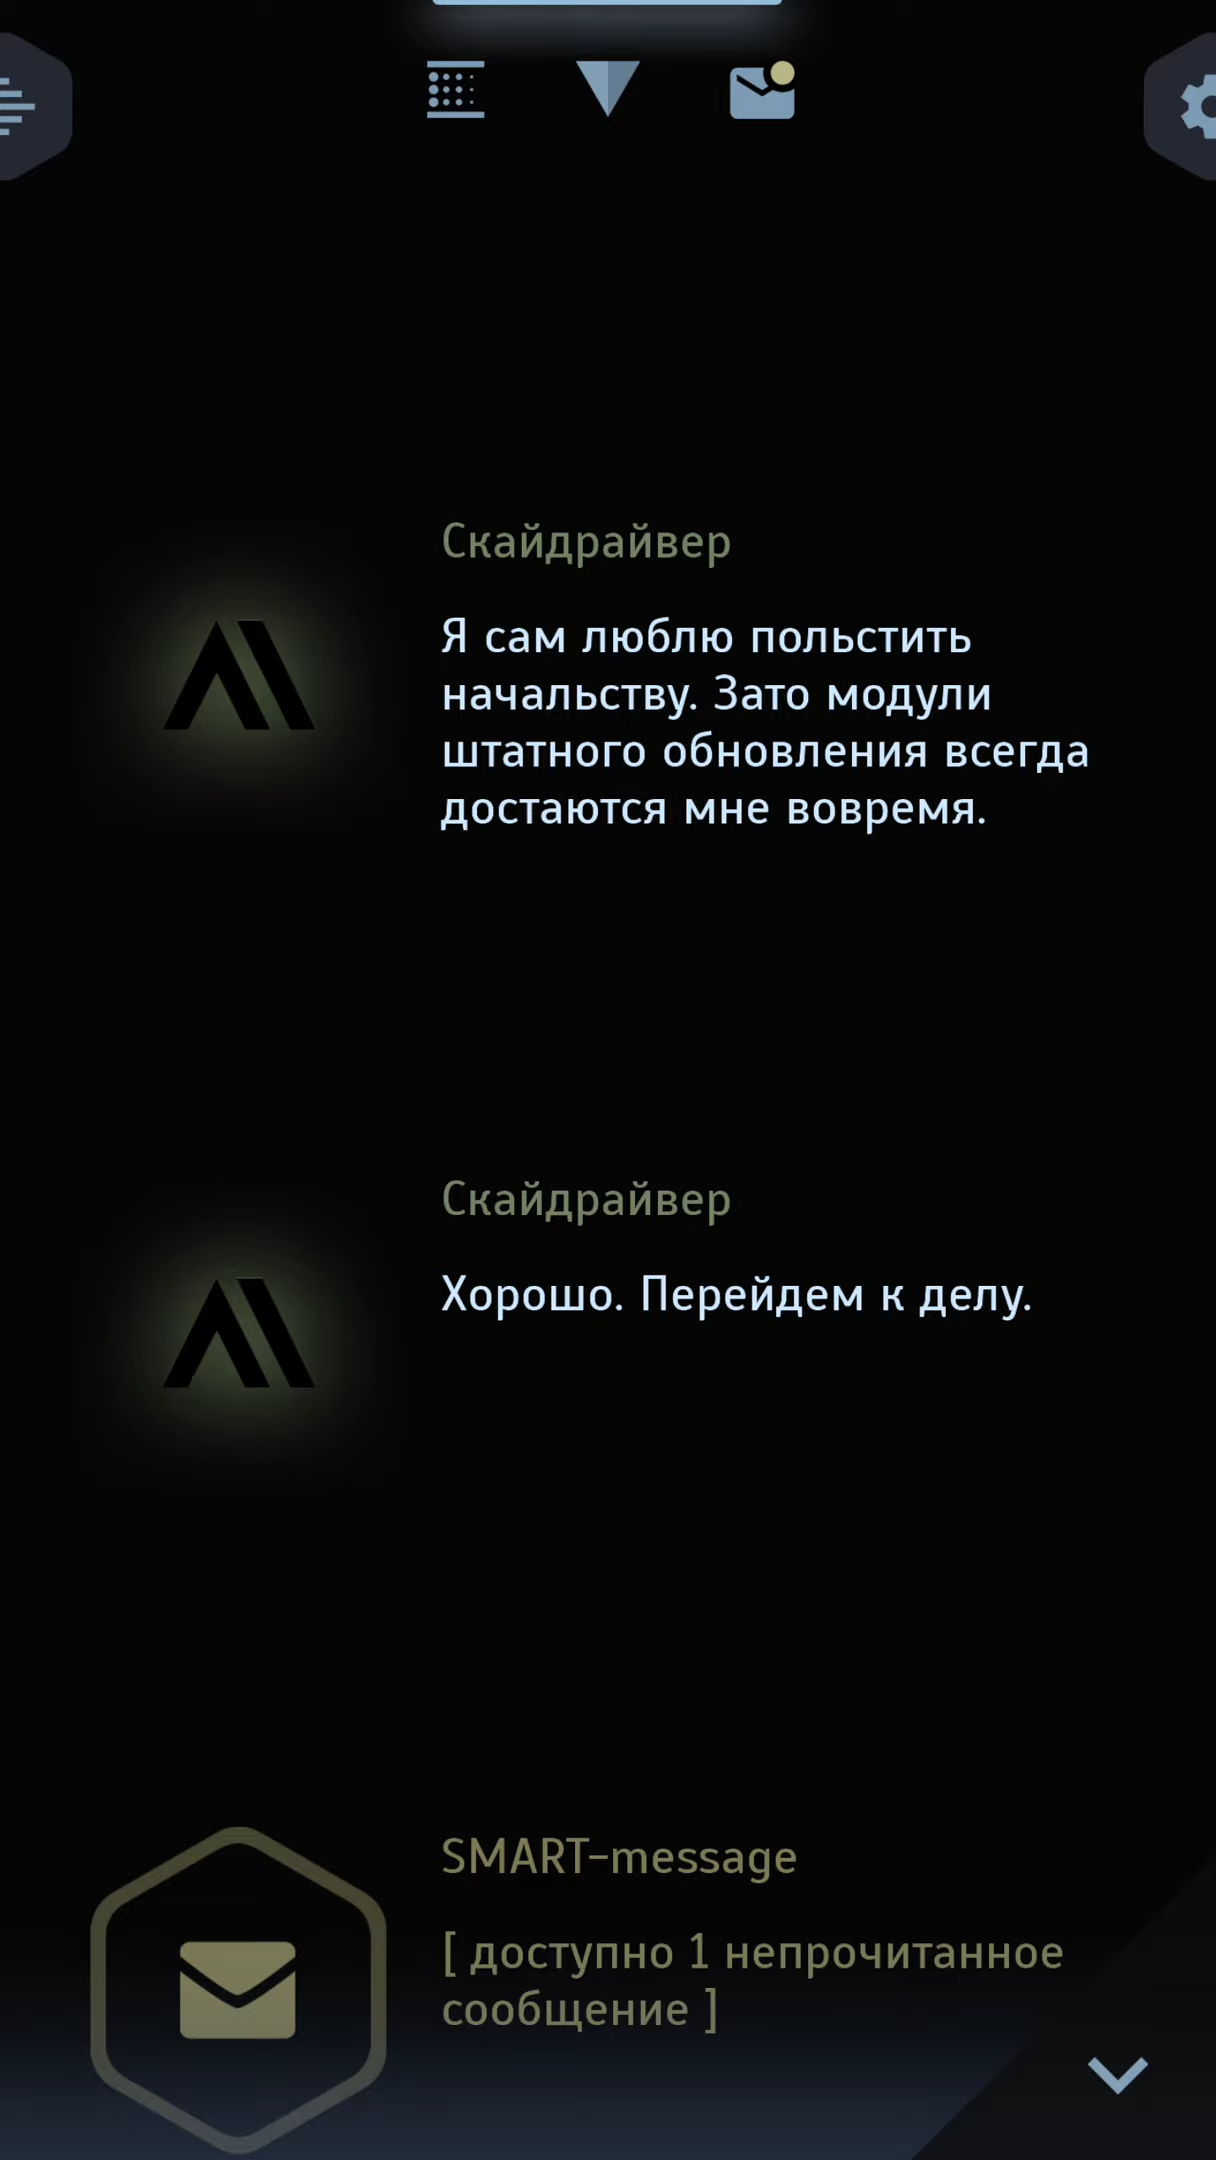 Скайдрайвер
Я сам люблю польстить
начальству. Зато модули
штатного обновления всегда
достаются мне вовремя.
Скайдрайвер
Хорошо. Перейдем к делу.
SMART-message
[ доступно 1 непрочитанное
сообщение ]